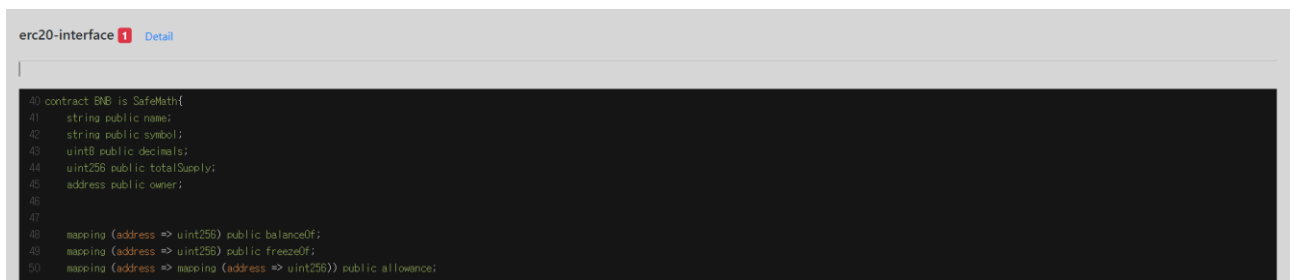 erc20-interface 1 Detail
40 contract BNB is SafeMath{
41 string public name;
42 string public symbol;
43 uint8 public decimals;
44 uint256 public totalSupply;
45 address public owner;
46
47
48 mapping (address => uint256) public balanceOf;
49 mapping (address => uint256) public freezeOf;
50 mapping (address => mapping (address => uint256)) public allowance;